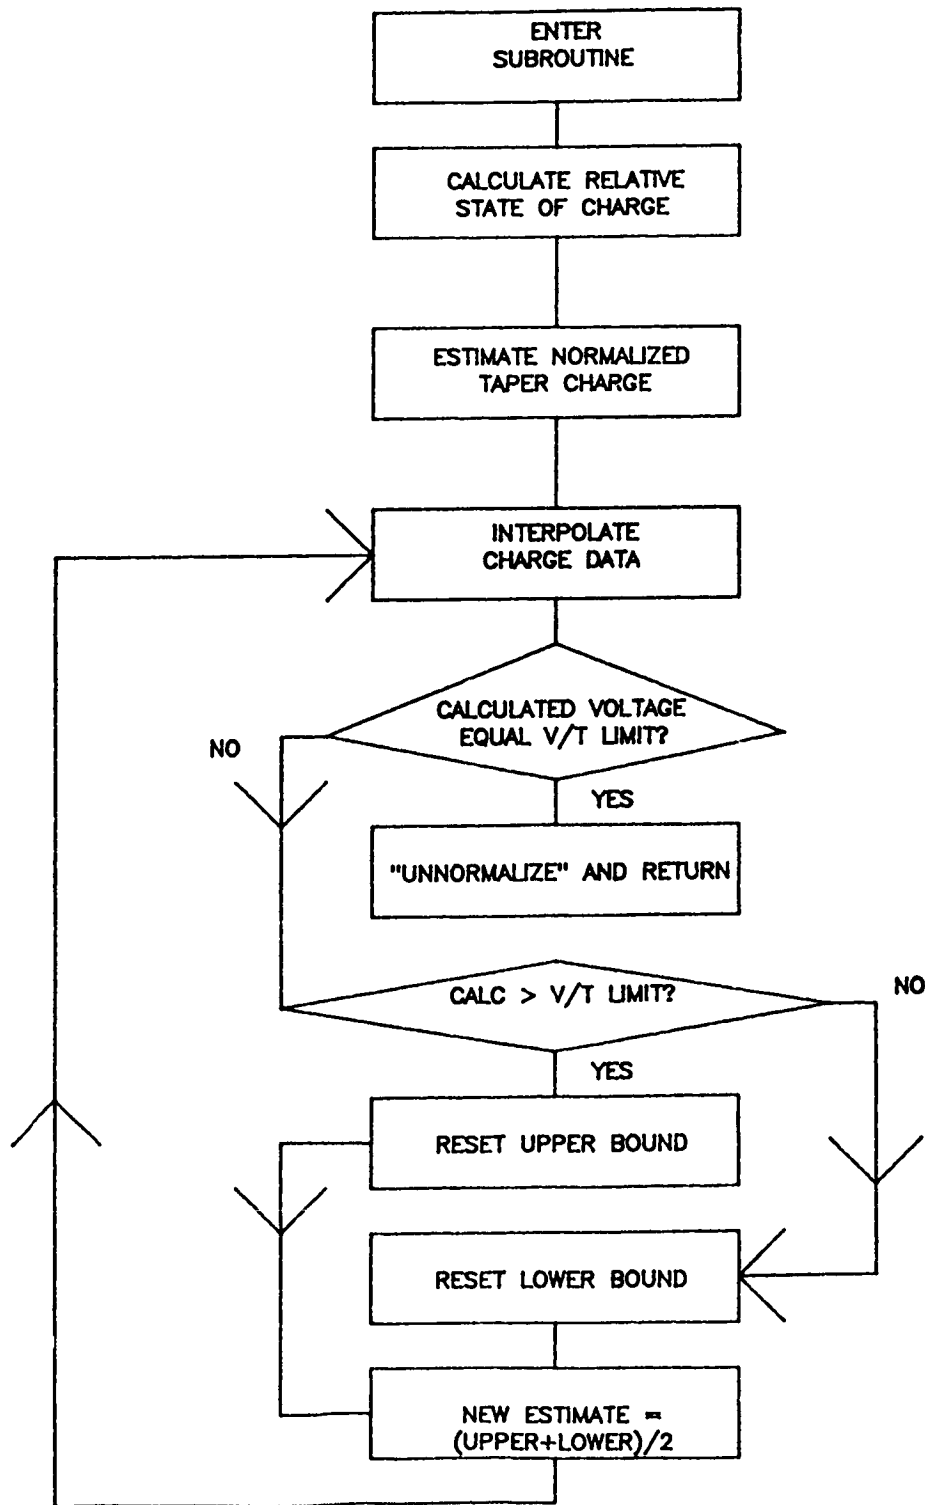 ENTER
SUBROUTINE
CALCULATE RELATIVE
STATE OF CHARGE
ESTIMATE NORMALIZED
TAPER CHARGE
INTERPOLATE
CHARGE DATA
CALCULATED VOLTAGE
EQUAL V/T LIMIT?
NO
YES
"UNNORMALIZE" AND RETURN
CALC > V/T LIMIT?
NO
YES
RESET UPPER BOUND
RESET LOWER BOUND
NEW ESTIMATE =
(UPPER+LOWER)/2